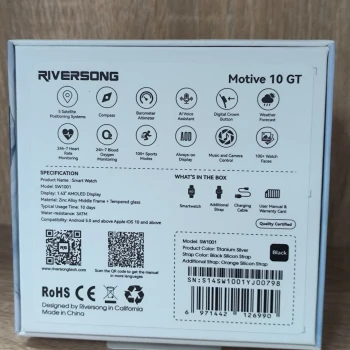 RIVERSONG
Motive 10 GT
5 Satellite Positioning Systems
Compass
Barometer Altimeter
AI Voice Assistant
Digital Crown Button
Weather Forecast
24h-7 Heart Rate Monitoring
24h-7 Blood Oxygen Monitoring
100+ Sports Modes
Always on Display
Music and Camera Control
100+ Watch Faces
SPECIFICATION
Product Name : Smart Watch
Model: SW1001
Display: 1.43" AMOLED Display
Material: Zinc Alloy Middle Frame + Tempered glass
Typical Usage Time: 10 days
Water resistance: 3ATM
Compatibility: Android 5.0 and above Apple iOS 10 and above
WHAT'S IN THE BOX
Smartwatch
Additional Strap
Charging Cable
User Manual & Warranty Card
Quality Certified
www.riversongtech.com
Scan the QR code to get the manual in more languages.
Model: SW1001
Product Color: Titanium Silver
Strap Color: Black Silicon Strap
Additional Strap: Orange Silicon Strap
Black
SN:S14SW1001YJ00798
6 971442 126990
RoHS CE
Designed by Riversong in California
Made in China